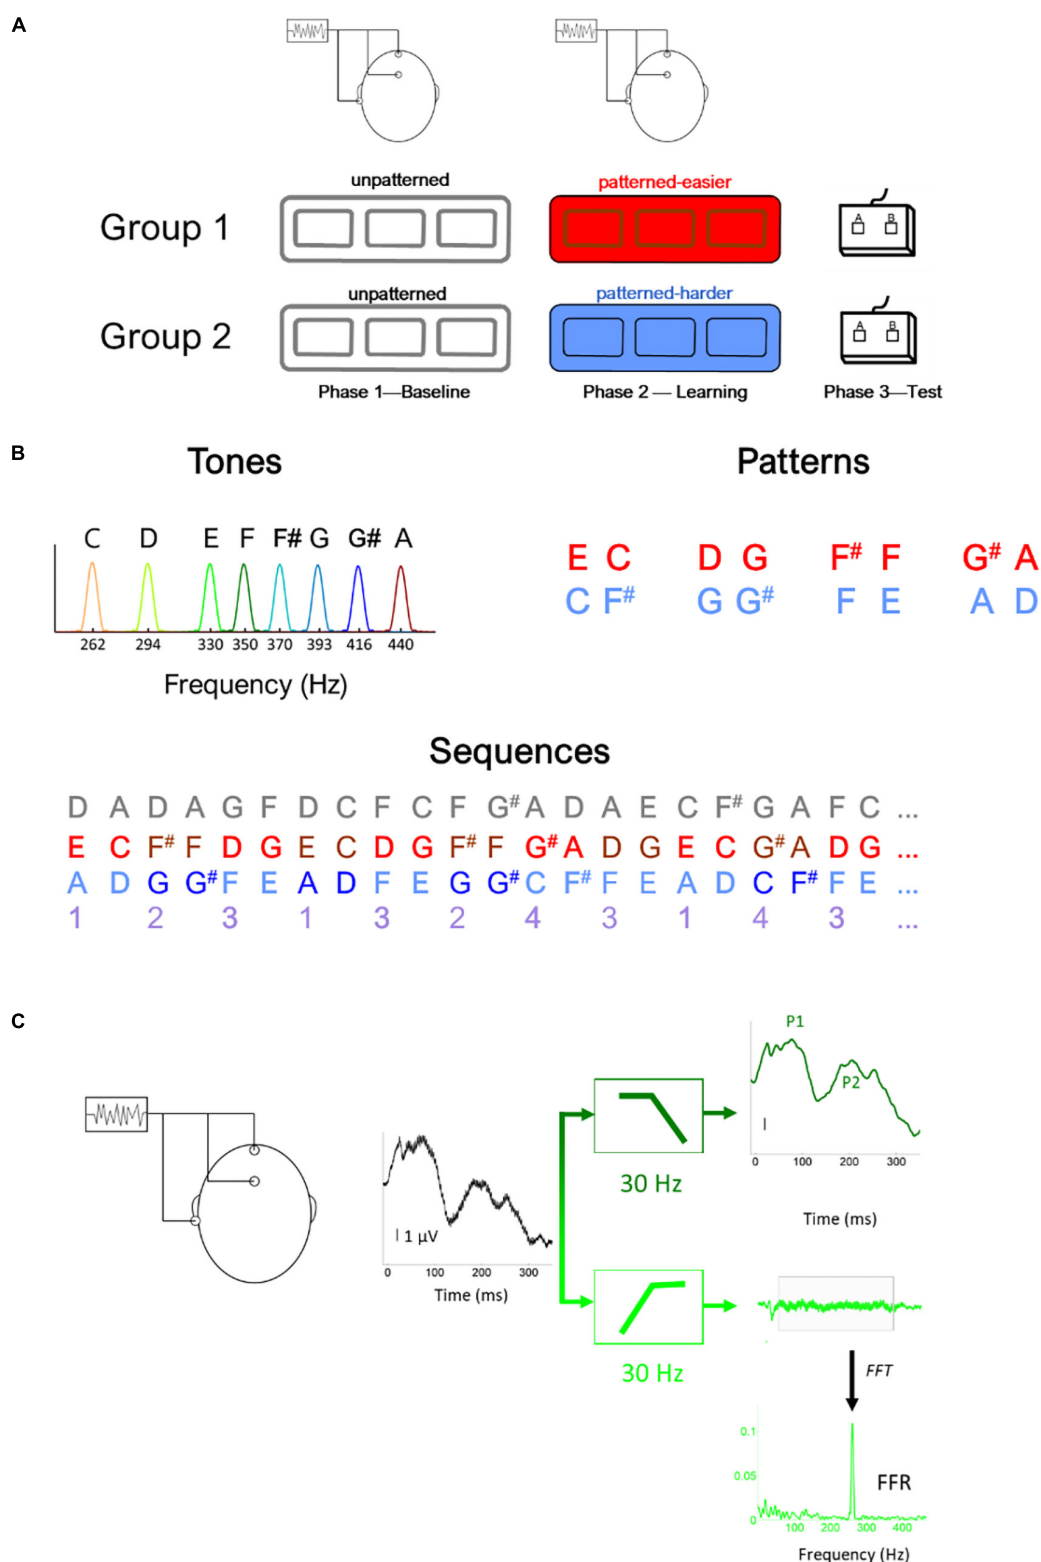 A
unpatterned
patterned-easier
Group 1
A B
unpatterned
patterned-harder
Group 2
A B
Phase 1—Baseline
Phase 2 — Learning
Phase 3—Test
B
Tones
Patterns
C D E F F# G G# A
262 294 330 350 370 393 416 440
Frequency (Hz)
E C D G F# F G# A
C F# G G# F E A D
Sequences
D A D A G F D C F C F G# A D A E C F# G A F C ...
E C F# F D G E C D G F# F G# A D G E C G# A D G ...
A D G G# F E A D F E G G# C F# F E A D C F# F E ...
1 2 3 1 3 2 4 3 1 4 3 ...
C
P1
P2
0 100 200 300
Time (ms)
30 Hz
1 µV
0 100 200 300
Time (ms)
30 Hz
FFT
0.1
0.05
0
FFR
100 200 300 400
Frequency (Hz)